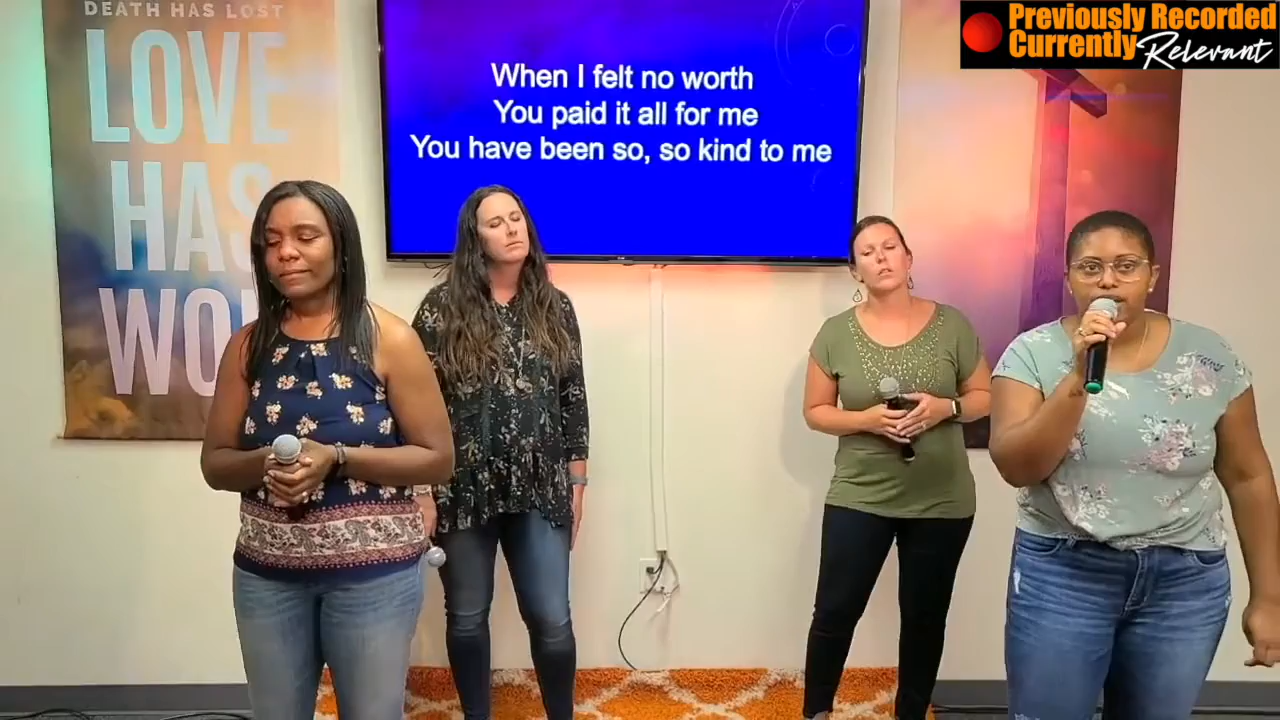 DEATH HAS LOST
LOVE
HAS
WO
When I felt no worth
You paid it all for me
You have been so, so kind to me
Previously Recorded
Currently Relevant